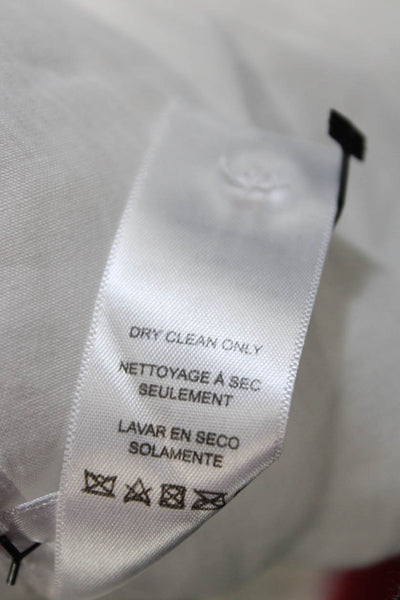 DRY CLEAN ONLY
NETTOYAGE À SEC
SEULEMENT
LAVAR EN SECO
SOLAMENTE